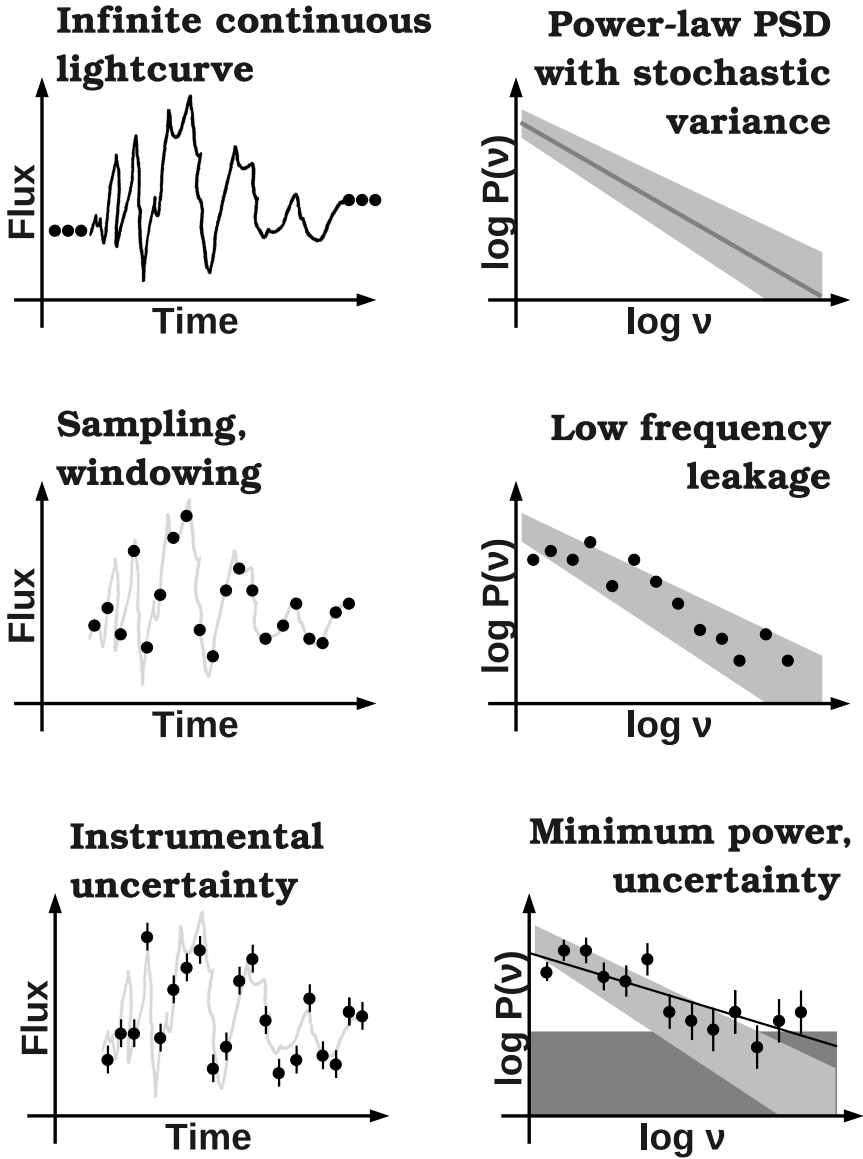 Infinite continuous
lightcurve
Flux
Time
Power-law PSD
with stochastic
variance
log P(ν)
log ν
Sampling,
windowing
Flux
Time
Low frequency
leakage
log P(ν)
log ν
Instrumental
uncertainty
Flux
Time
Minimum power,
uncertainty
log P(ν)
log ν